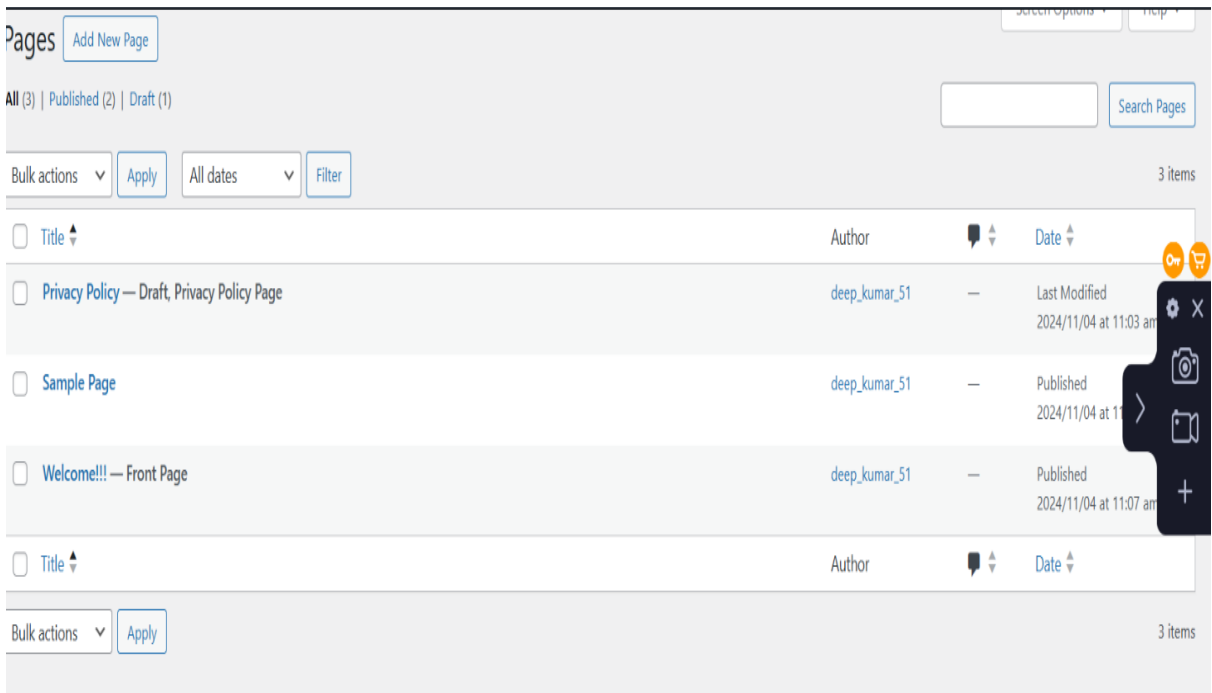 Screen Options Help
Pages Add New Page
All (3) | Published (2) | Draft (1)
Search Pages
Bulk actions Apply All dates Filter 3 items
Title Author Date
Privacy Policy — Draft, Privacy Policy Page deep_kumar_51 — Last Modified
2024/11/04 at 11:03 am
Sample Page deep_kumar_51 — Published
2024/11/04 at
Welcome!!! — Front Page deep_kumar_51 — Published
2024/11/04 at 11:07 am
Title Author Date
Bulk actions Apply 3 items